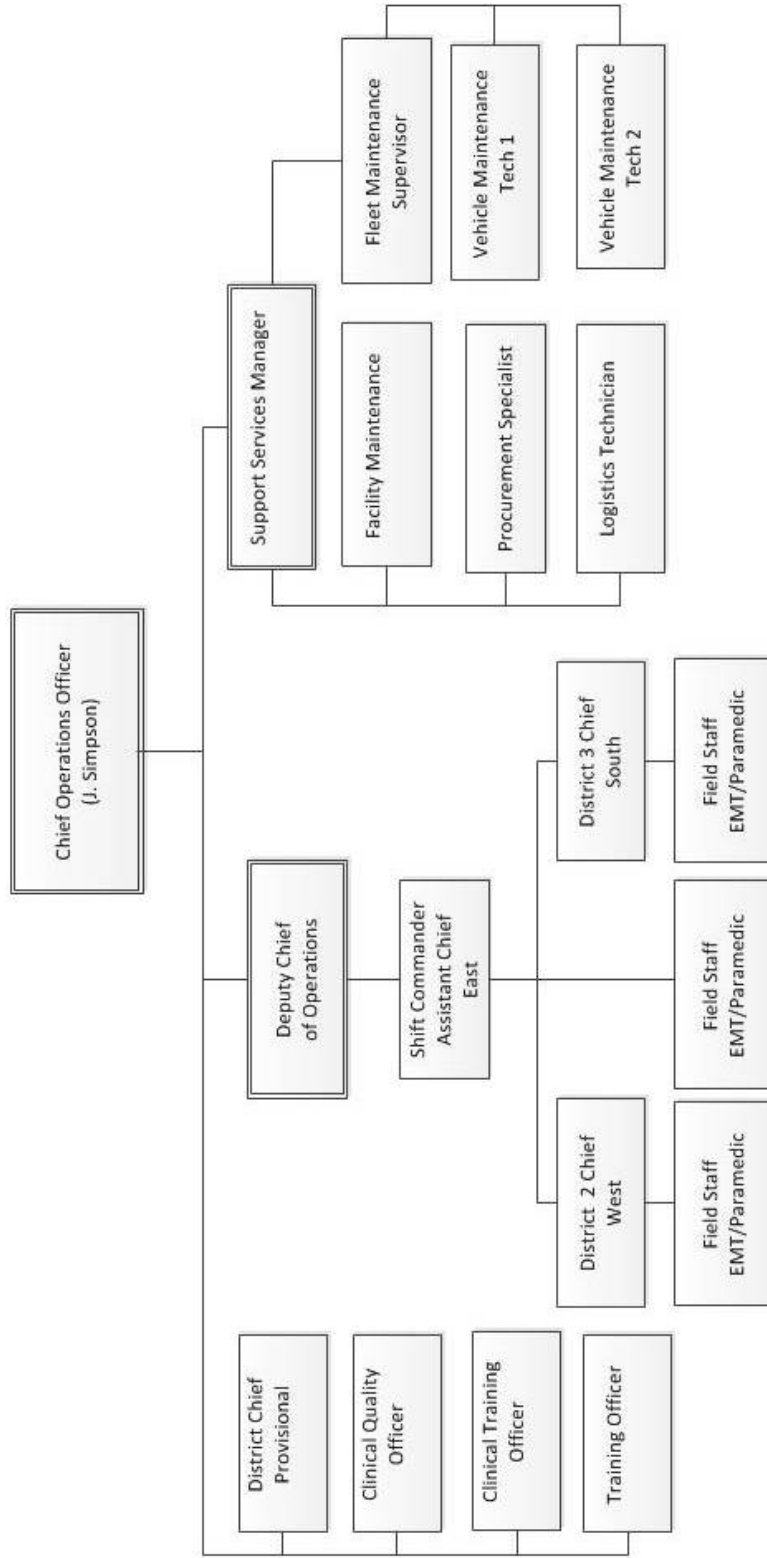 Chief Operations Officer
(J. Simpson)
District Chief
Provisional
Clinical Quality
Officer
Clinical Training
Officer
Training Officer
Deputy Chief
of Operations
Shift Commander
Assistant Chief
East
District 2 Chief
West
Field Staff
EMT/Paramedic
Field Staff
EMT/Paramedic
District 3 Chief
South
Field Staff
EMT/Paramedic
Support Services Manager
Facility Maintenance
Procurement Specialist
Logistics Technician
Fleet Maintenance
Supervisor
Vehicle Maintenance
Tech 1
Vehicle Maintenance
Tech 2